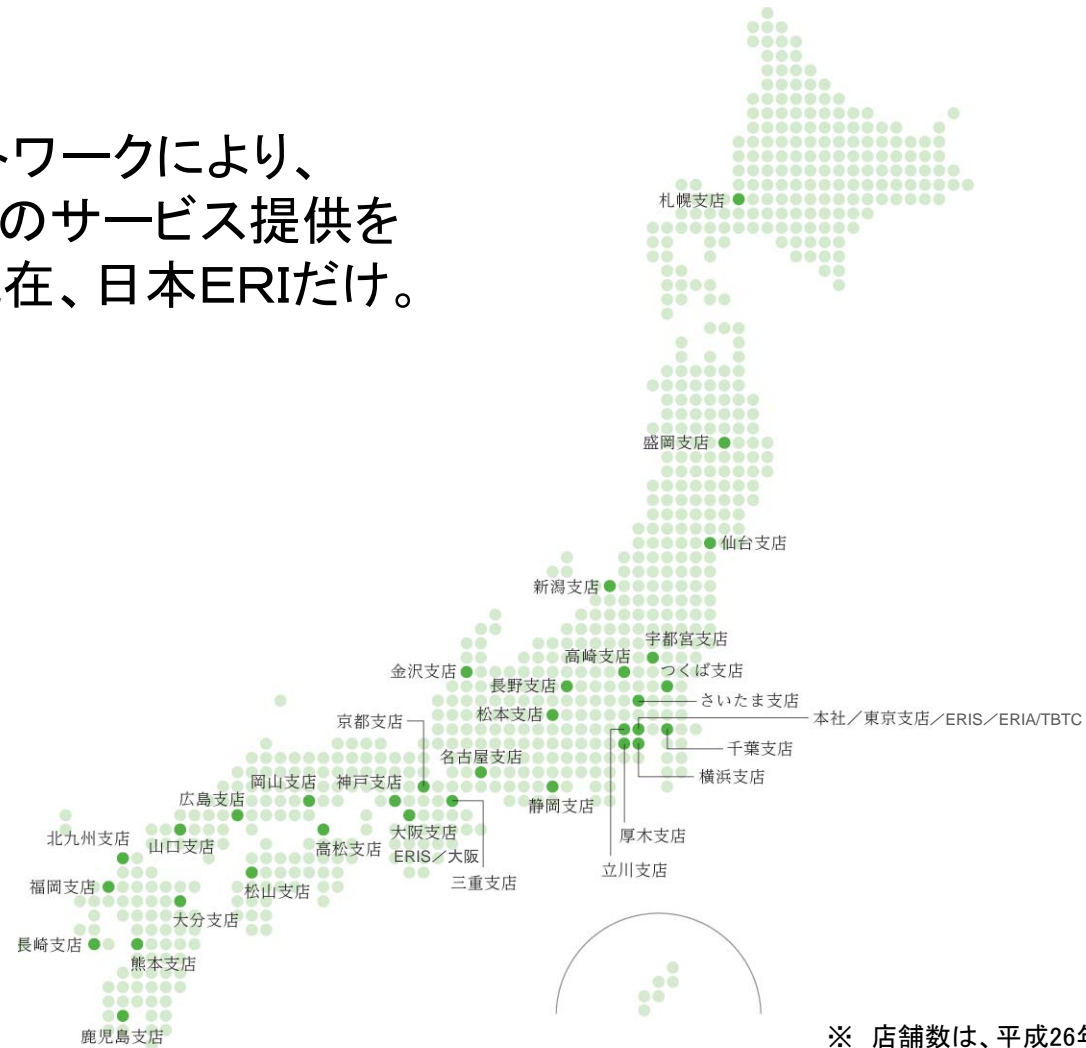 トワークにより、
のサービス提供を
在、日本ERIだけ。
札幌支店
盛岡支店
仙台支店
新潟支店
宇都宮支店
高崎支店
つくば支店
金沢支店
長野支店
さいたま支店
松本支店
本社／東京支店／ERIS／ERIA/TBTC
京都支店
千葉支店
名古屋支店
横浜支店
岡山支店
神戸支店
広島支店
静岡支店
大阪支店
ERIS／大阪
厚木支店
北九州支店
山口支店
高松支店
三重支店
立川支店
福岡支店
松山支店
大分支店
長崎支店
熊本支店
鹿児島支店
※ 店舗数は、平成26年